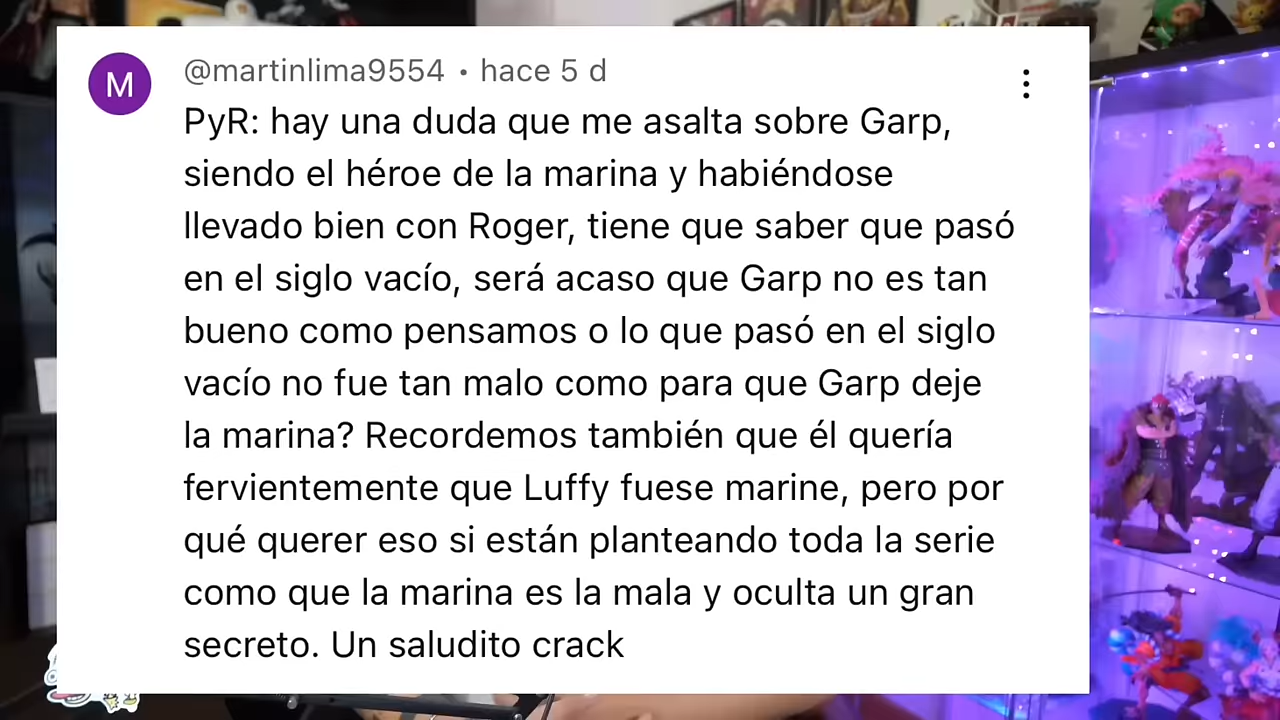 M
@martinlima9554 • hace 5 d
PyR: hay una duda que me asalta sobre Garp,
siendo el héroe de la marina y habiéndose
llevado bien con Roger, tiene que saber que pasó
en el siglo vacío, será acaso que Garp no es tan
bueno como pensamos o lo que pasó en el siglo
vacío no fue tan malo como para que Garp deje
la marina? Recordemos también que él quería
fervientemente que Luffy fuese marine, pero por
qué querer eso si están planteando toda la serie
como que la marina es la mala y oculta un gran
secreto. Un saludito crack